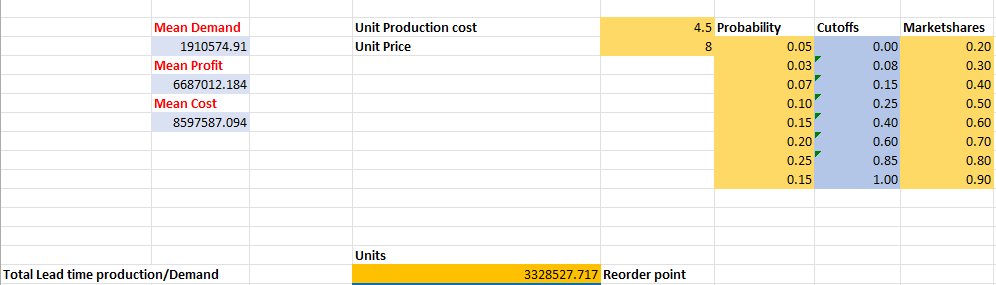 Mean Demand Unit Production cost 4.5 Probability Cutoffs Marketshares
1910574.91 Unit Price 8 0.05 0.00 0.20
Mean Profit 0.03 0.08 0.30
6687012.184 0.07 0.15 0.40
Mean Cost 0.10 0.25 0.50
8597587.094 0.15 0.40 0.60
0.20 0.60 0.70
0.25 0.85 0.80
0.15 1.00 0.90
Units
Total Lead time production/Demand 3328527.717 Reorder point